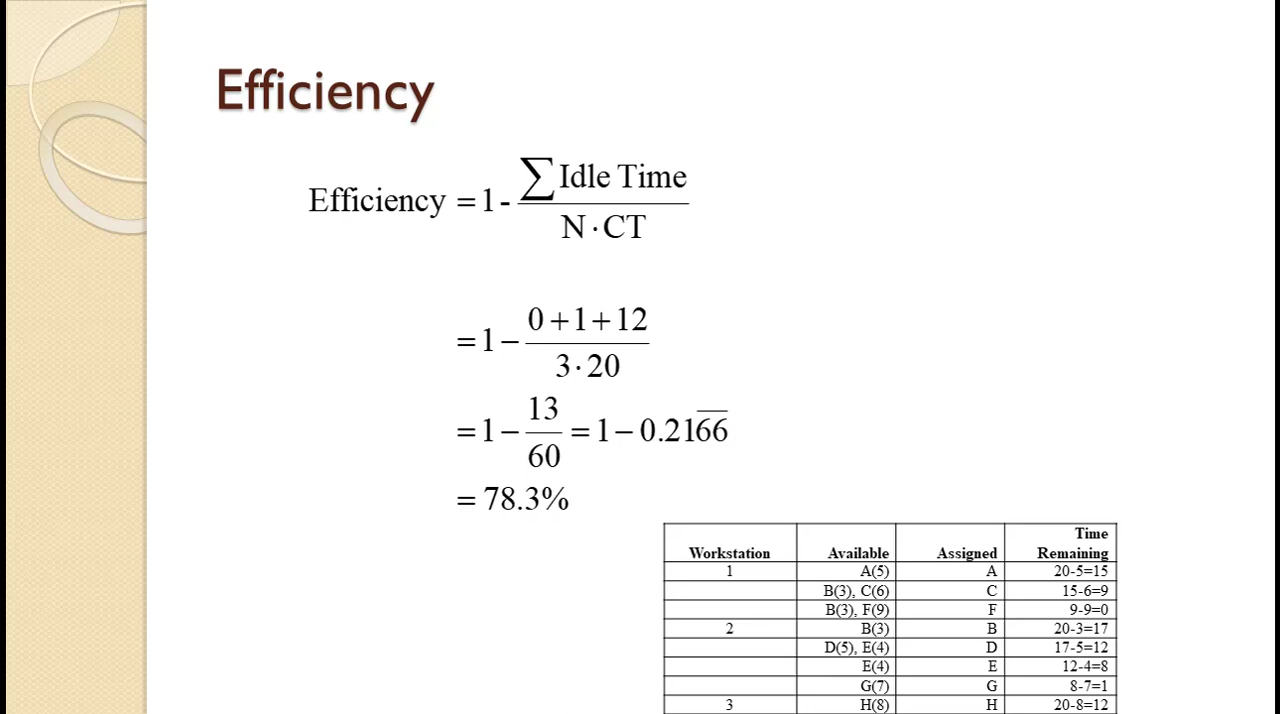 Efficiency
Efficiency = 1 - ∑ Idle Time / N · CT
= 1 − 0 + 1 + 12 / 3 · 20
= 1 − 13 / 60 = 1 − 0.2166̅6̅
= 78.3%
Workstation Available Assigned Time Remaining
1 A(5) A 20-5=15
B(3), C(6) C 15-6=9
B(3), F(9) F 9-9=0
2 B(3) B 20-3=17
D(5), E(4) D 17-5=12
E(4) E 12-4=8
G(7) G 8-7=1
3 H(8) H 20-8=12